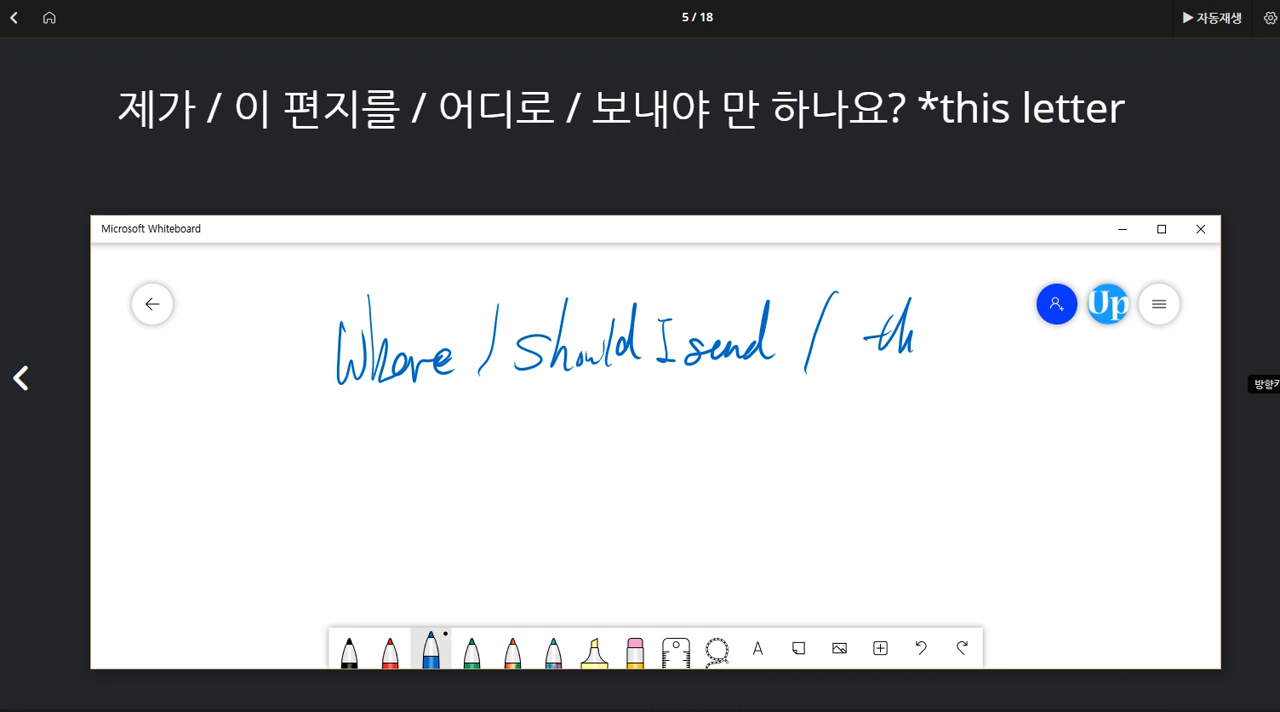 5 / 18
▶ 자동재생
제가 / 이 편지를 / 어디로 / 보내야 만 하나요? *this letter
Microsoft Whiteboard
Where / should I send / th
Up
방향키
A